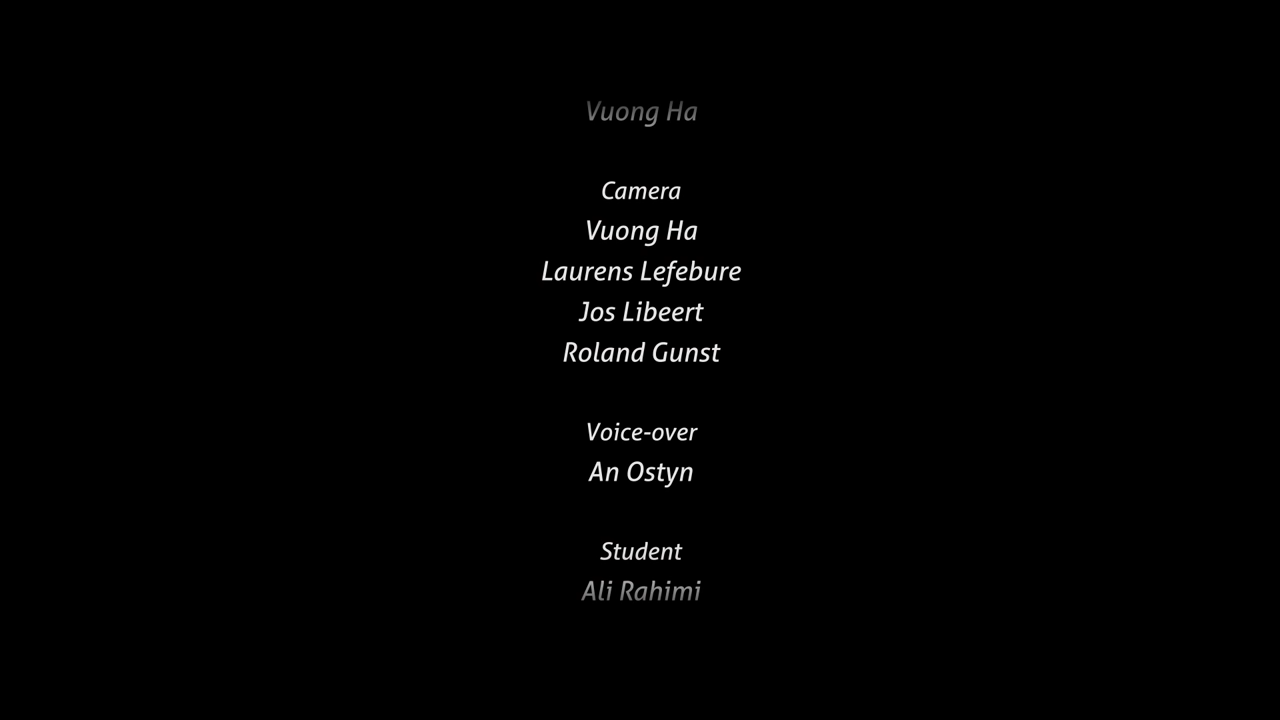 Vuong Ha
Camera
Vuong Ha
Laurens Lefebure
Jos Libeert
Roland Gunst
Voice-over
An Ostyn
Student
Ali Rahimi